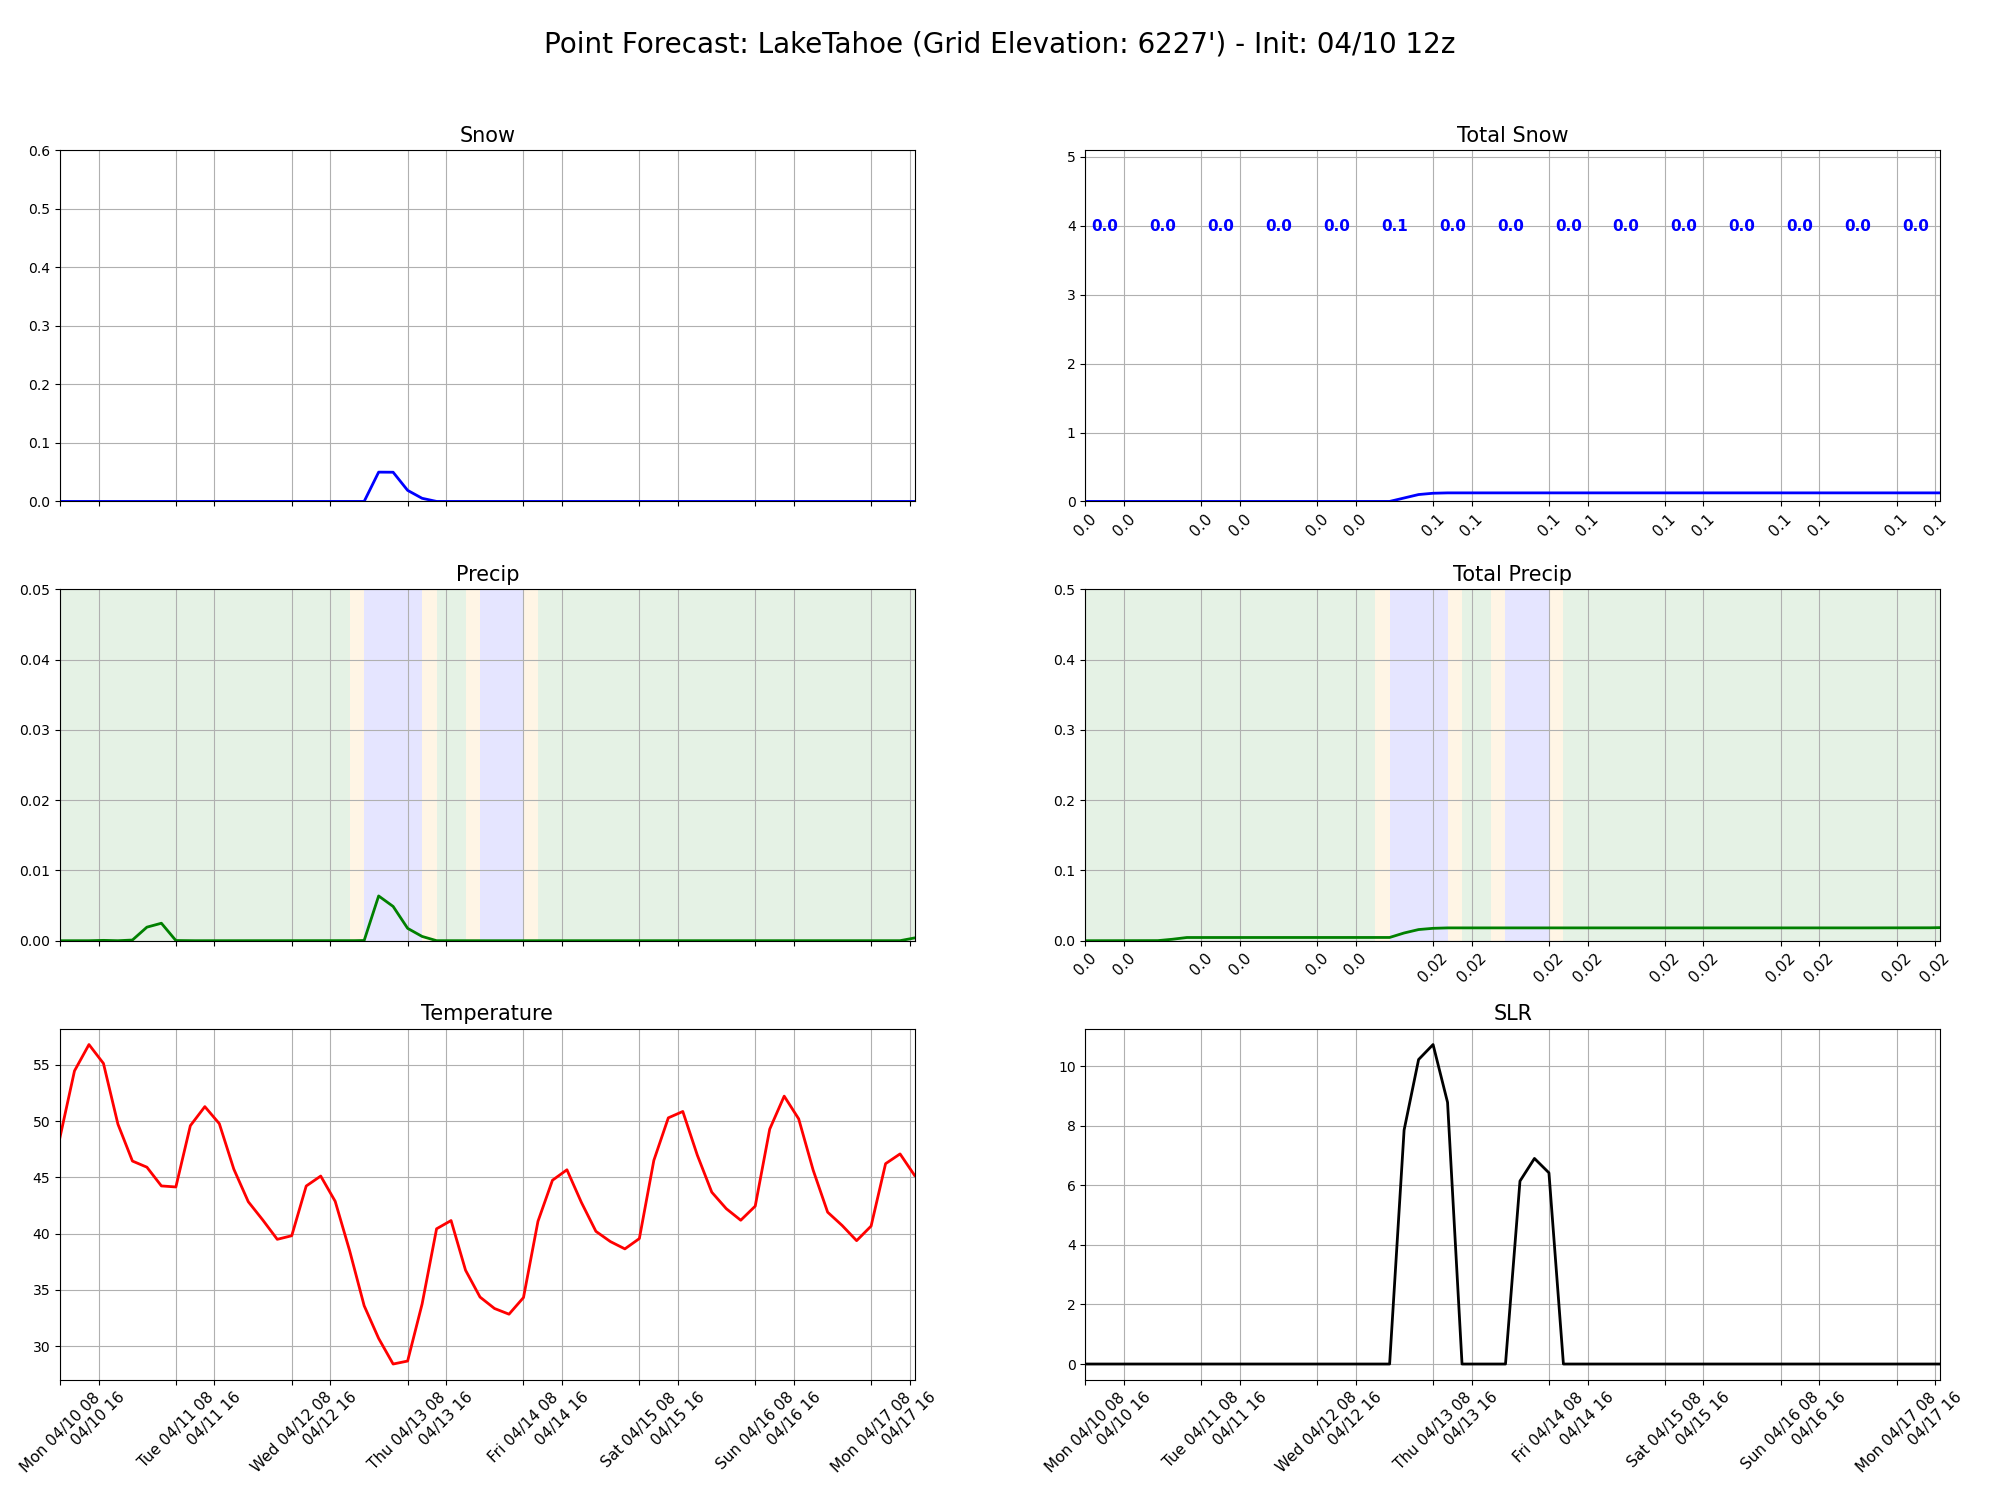 Point Forecast: LakeTahoe (Grid Elevation: 6227') - Init: 04/10 12z
Snow
0.6
0.5
0.4
0.3
0.2
0.1
0.0
Total Snow
5
4
3
2
1
0
0.0 0.0 0.0 0.0 0.0 0.1 0.0 0.0 0.0 0.0 0.0 0.0 0.0 0.0 0.0
0.0 0.0 0.0 0.0 0.0 0.0 0.1 0.1 0.1 0.1 0.1 0.1 0.1 0.1 0.1 0.1
Precip
0.05
0.04
0.03
0.02
0.01
0.00
Total Precip
0.5
0.4
0.3
0.2
0.1
0.0
0.0 0.0 0.0 0.0 0.0 0.0 0.02 0.02 0.02 0.02 0.02 0.02 0.02 0.02 0.02 0.02
Temperature
55
50
45
40
35
30
Mon 04/10 08
04/10 16
Tue 04/11 08
04/11 16
Wed 04/12 08
04/12 16
Thu 04/13 08
04/13 16
Fri 04/14 08
04/14 16
Sat 04/15 08
04/15 16
Sun 04/16 08
04/16 16
Mon 04/17 08
04/17 16
SLR
10
8
6
4
2
0
Mon 04/10 08
04/10 16
Tue 04/11 08
04/11 16
Wed 04/12 08
04/12 16
Thu 04/13 08
04/13 16
Fri 04/14 08
04/14 16
Sat 04/15 08
04/15 16
Sun 04/16 08
04/16 16
Mon 04/17 08
04/17 16